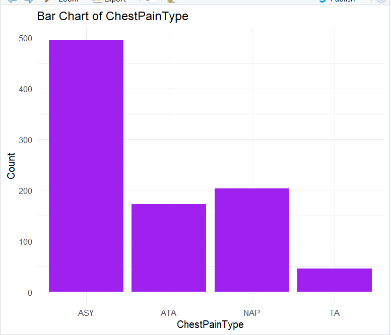 Zoom Export Publish
Bar Chart of ChestPainType
500
400
300
200
100
0
Count
ASY ATA NAP TA
ChestPainType